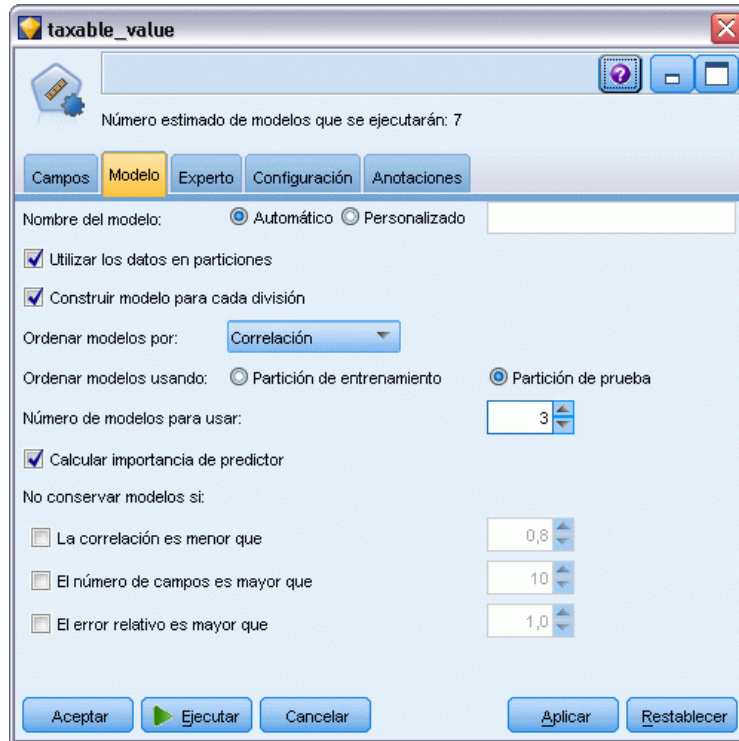 taxable_value
Número estimado de modelos que se ejecutarán: 7
Campos Modelo Experto Configuración Anotaciones
Nombre del modelo: Automático Personalizado
Utilizar los datos en particiones
Construir modelo para cada división
Ordenar modelos por: Correlación
Ordenar modelos usando: Partición de entrenamiento Partición de prueba
Número de modelos para usar: 3
Calcular importancia de predictor
No conservar modelos si:
La correlación es menor que 0,8
El número de campos es mayor que 10
El error relativo es mayor que 1,0
Aceptar Ejecutar Cancelar Aplicar Restablecer